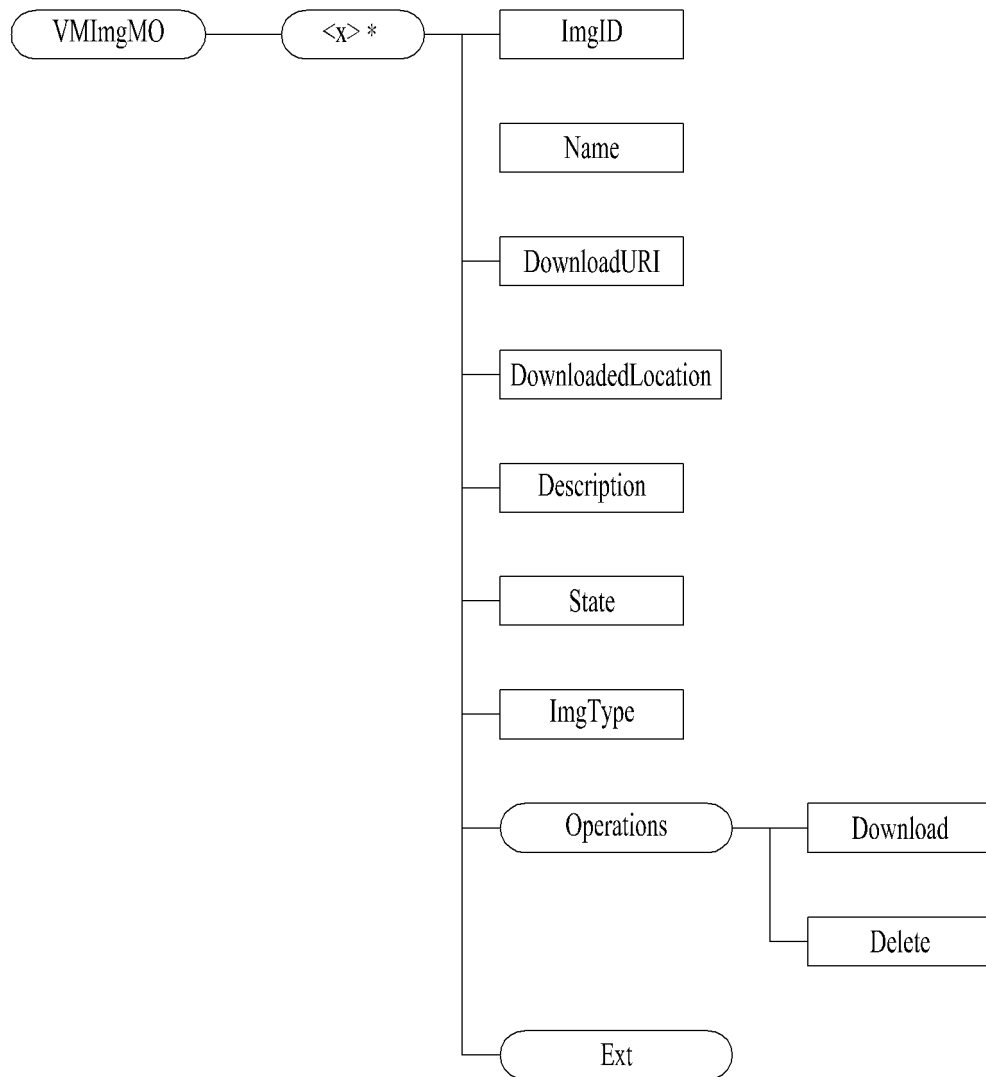 VMImgMO
<x> *
ImgID
Name
DownloadURI
DownloadedLocation
Description
State
ImgType
Operations
Download
Delete
Ext